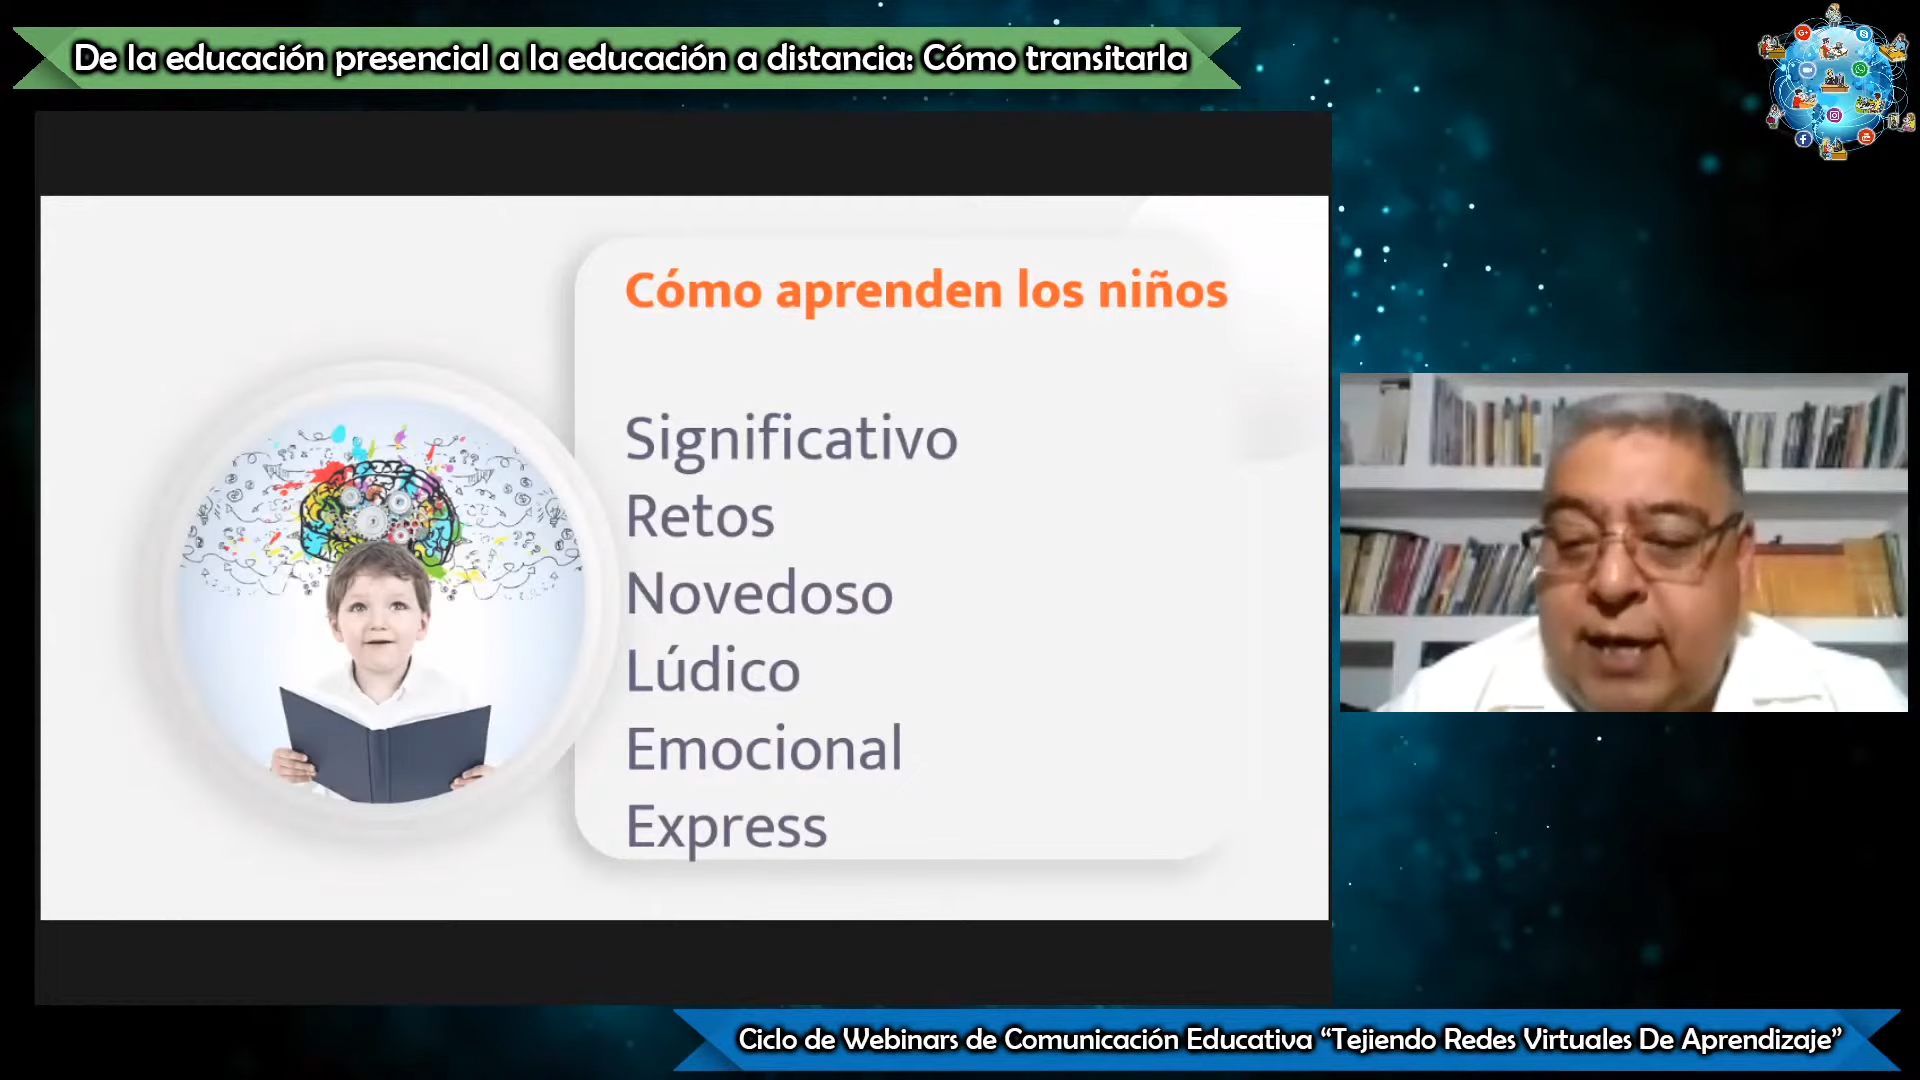 De la educación presencial a la educación a distancia: Cómo transitarla
Cómo aprenden los niños
Significativo
Retos
Novedoso
Lúdico
Emocional
Express
Ciclo de Webinars de Comunicación Educativa “Tejiendo Redes Virtuales De Aprendizaje”